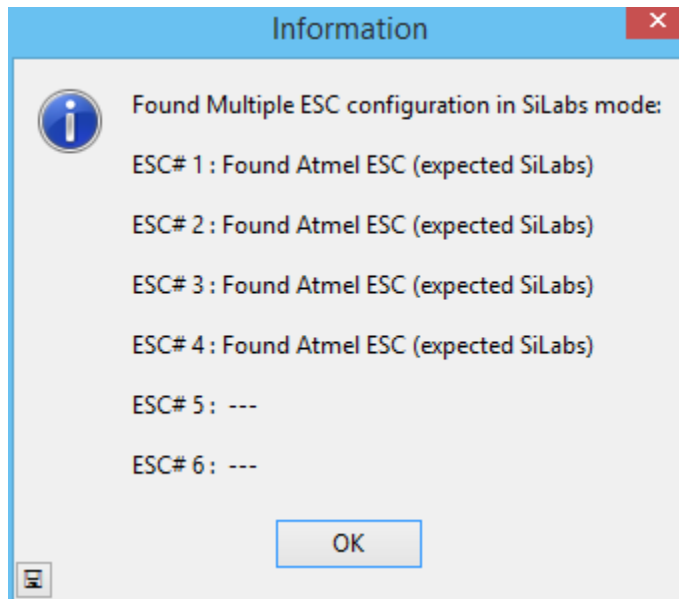 Information
Found Multiple ESC configuration in SiLabs mode:
ESC# 1 : Found Atmel ESC (expected SiLabs)
ESC# 2 : Found Atmel ESC (expected SiLabs)
ESC# 3 : Found Atmel ESC (expected SiLabs)
ESC# 4 : Found Atmel ESC (expected SiLabs)
ESC# 5 : ---
ESC# 6 : ---
OK